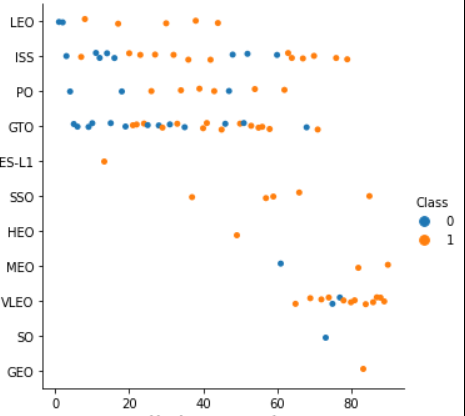 LEO
ISS
PO
GTO
ES-L1
SSO
HEO
MEO
VLEO
SO
GEO
0 20 40 60 80
Class
0
1